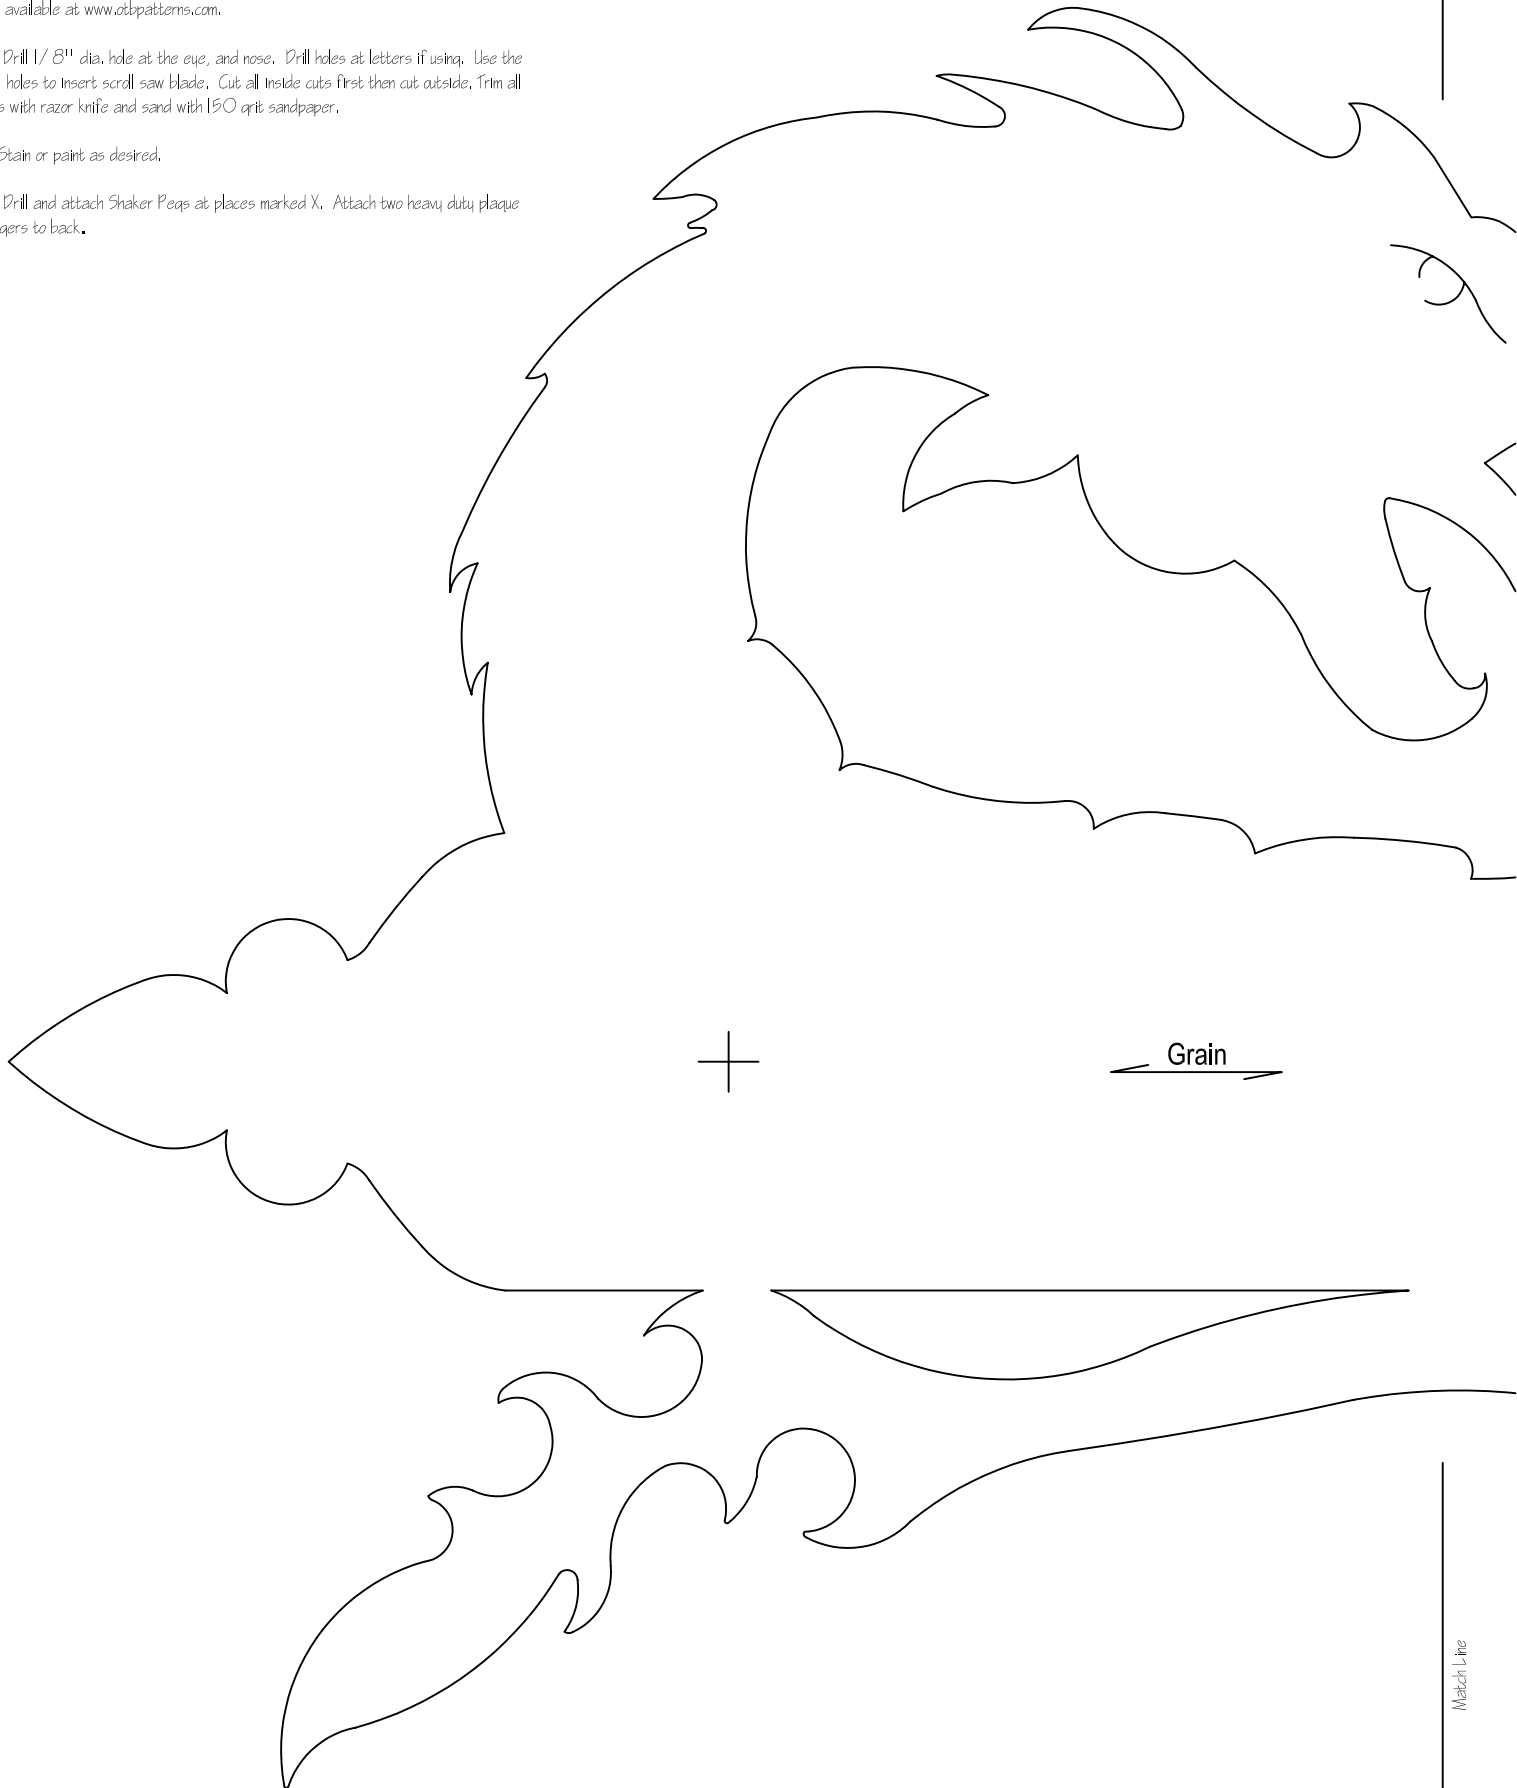 available at www.otbpatterns.com.
Drill 1/8" dia. hole at the eye, and nose. Drill holes at letters if using. Use the
holes to insert scroll saw blade. Cut all inside cuts first then cut outside. Trim all
s with razor knife and sand with 150 grit sandpaper.
Stain or paint as desired.
Drill and attach Shaker Pegs at places marked X. Attach two heavy duty plaque
gers to back.
Grain
Match Line